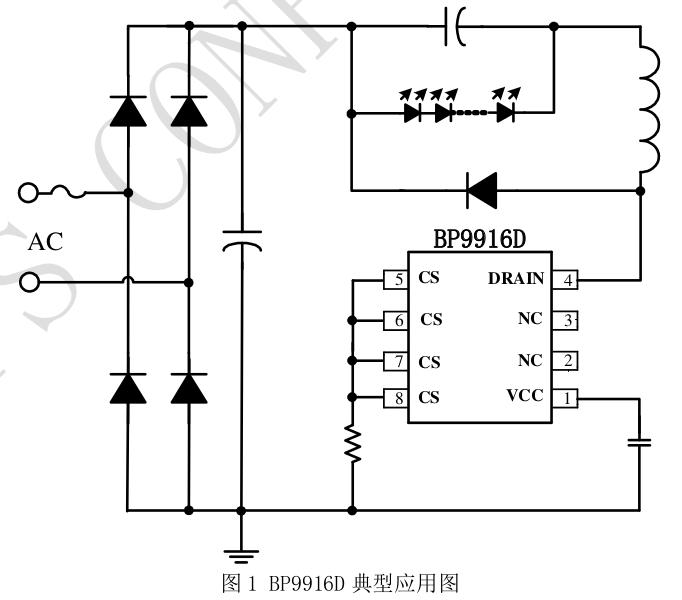 PS CONF
AC
BP9916D
5 CS DRAIN 4
6 CS NC 3
7 CS NC 2
8 CS VCC 1
图 1 BP9916D 典型应用图